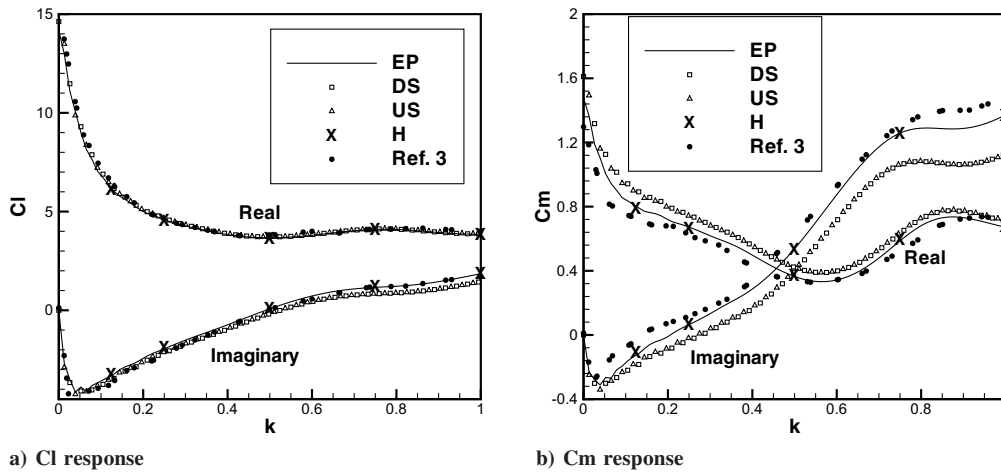 15
10
5
0
Cl
EP
DS
US
H
Ref. 3
Real
Imaginary
0 0.2 0.4 0.6 0.8 1
k
a) Cl response
2
1.6
1.2
0.8
0.4
0
-0.4
Cm
EP
DS
US
H
Ref. 3
Real
Imaginary
0 0.2 0.4 0.6 0.8 1
k
b) Cm response